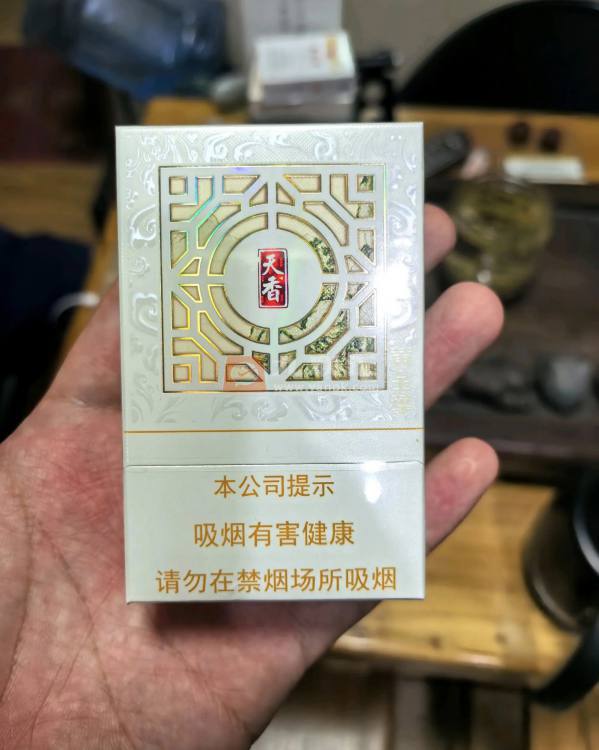 天香
本公司提示
吸烟有害健康
请勿在禁烟场所吸烟